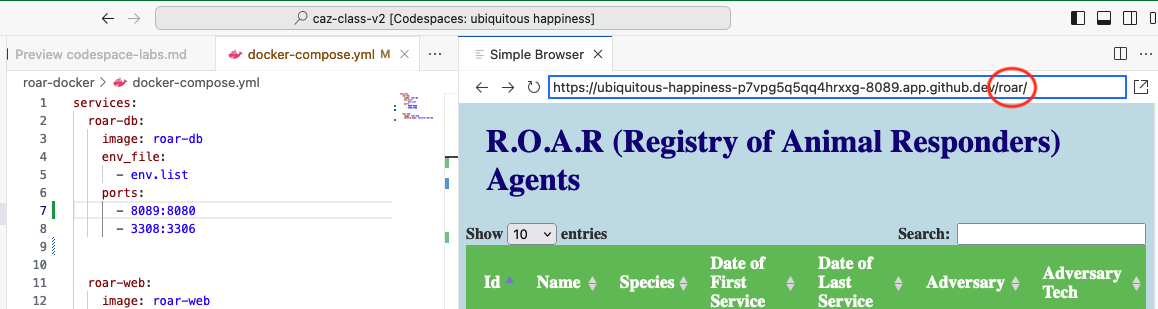 caz-class-v2 [Codespaces: ubiquitous happiness]
Preview codespace-labs.md
docker-compose.yml M
Simple Browser
roar-docker > docker-compose.yml
https://ubiquitous-happiness-p7vpg5q5qq4hrxxg-8089.app.github.dev/roar/
1 services:
2 roar-db:
3 image: roar-db
4 env_file:
5 - env.list
6 ports:
7 - 8089:8080
8 - 3308:3306
9
10
11 roar-web:
12 image: roar-web
R.O.A.R (Registry of Animal Responders)
Agents
Show 10 entries
Search:
Id
Name
Species
Date of
First
Service
Date of
Last
Service
Adversary
Adversary
Tech